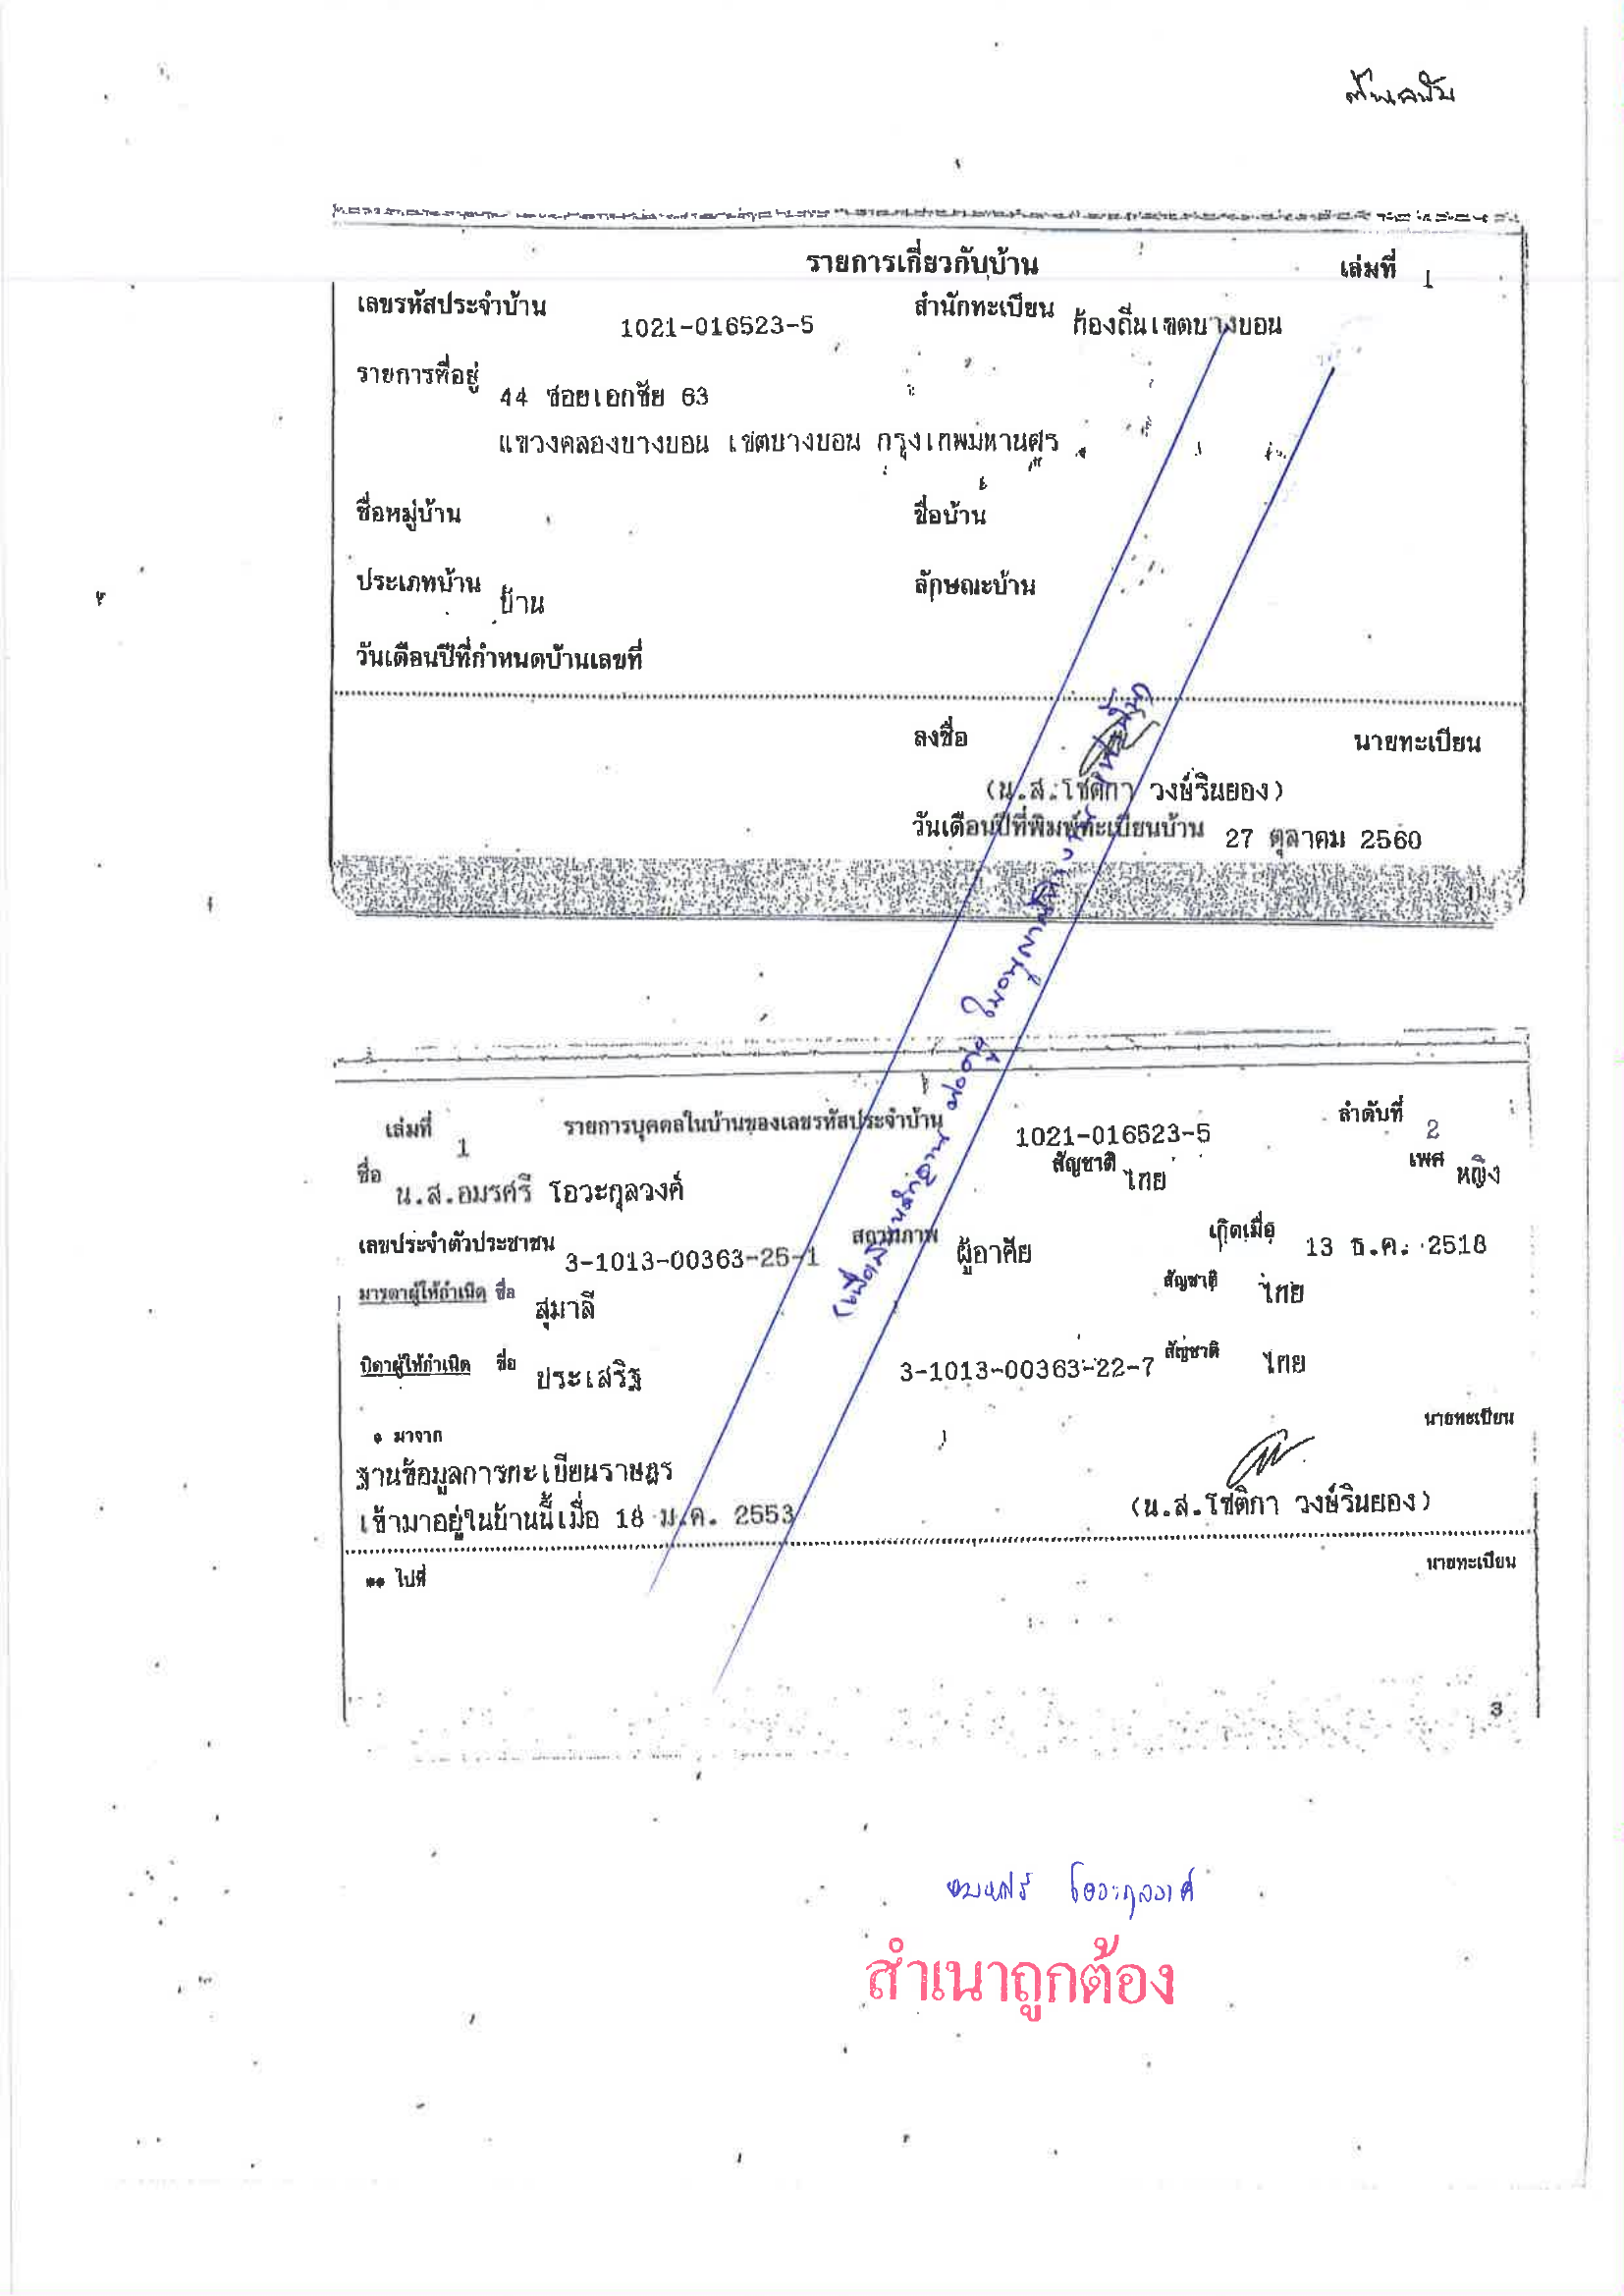 ต้นฉบับ
รายการเกี่ยวกับบ้าน เล่มที่ 1
เลขรหัสประจำบ้าน 1021-016523-5 สำนักทะเบียน ท้องถิ่นเขตบางบอน
รายการที่อยู่ 44 ซอยเอกชัย 63
แขวงคลองบางบอน เขตบางบอน กรุงเทพมหานคร
ชื่อหมู่บ้าน ชื่อบ้าน
ประเภทบ้าน บ้าน ลักษณะบ้าน
วันเดือนปีที่กำหนดบ้านเลขที่
ลงชื่อ นายทะเบียน
(น.ส.โชติกา วงษ์รินยอง)
วันเดือนปีที่พิมพ์ทะเบียนบ้าน 27 ตุลาคม 2560
1
เล่มที่ 1 รายการบุคคลในบ้านของเลขรหัสประจำบ้าน 1021-016523-5 ลำดับที่ 2
ชื่อ น.ส.อมรศรี โอวะกุลวงค์ สัญชาติ ไทย เพศ หญิง
เลขประจำตัวประชาชน 3-1013-00363-25-1 สถานภาพ ผู้อาศัย เกิดเมื่อ 13 ธ.ค. 2518
มารดาผู้ให้กำเนิด ชื่อ สุมาลี สัญชาติ ไทย
บิดาผู้ให้กำเนิด ชื่อ ประเสริฐ 3-1013-00363-22-7 สัญชาติ ไทย
* มาจาก นายทะเบียน
ฐานข้อมูลการทะเบียนราษฎร
เข้ามาอยู่ในบ้านนี้เมื่อ 18 ม.ค. 2553 (น.ส.โชติกา วงษ์รินยอง)
** ไปที่ นายทะเบียน
3
(เพื่อเป็นหลักฐาน ต่ออายุ ใบอนุญาต
อมรศรี โอวะกุลวงค์
สำเนาถูกต้อง